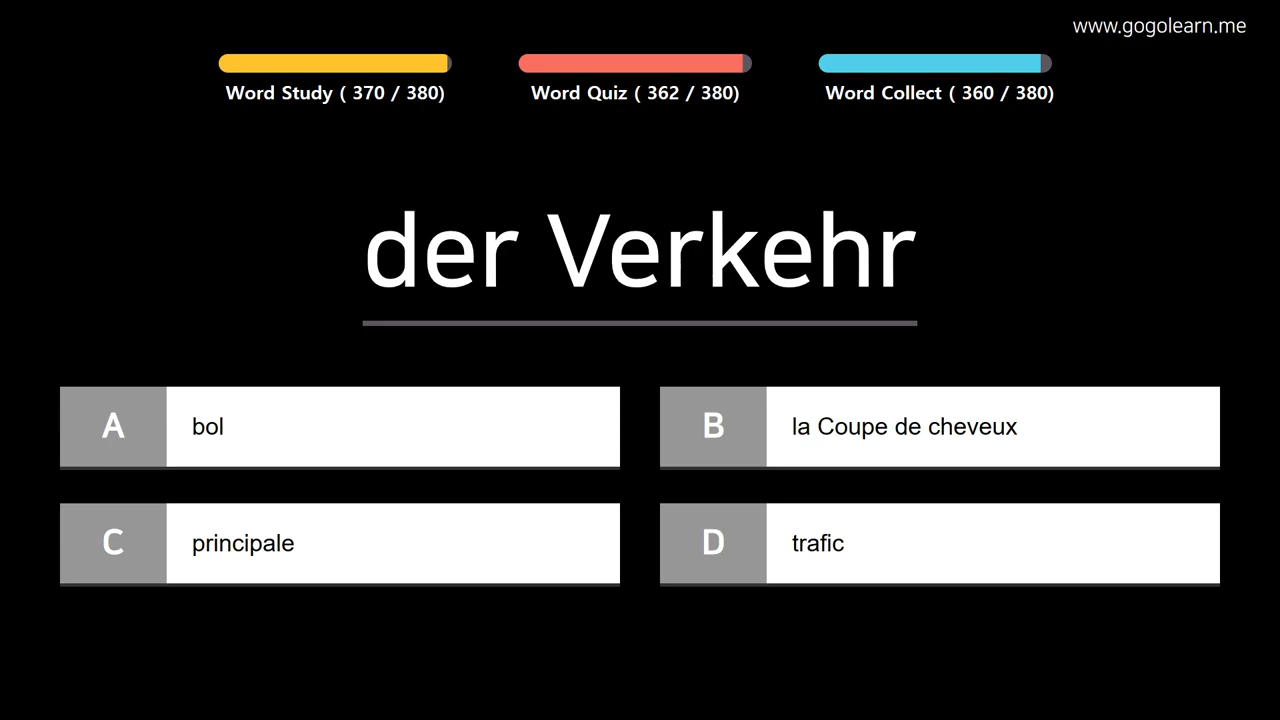 www.gogolearn.me
Word Study ( 370 / 380)
Word Quiz ( 362 / 380)
Word Collect ( 360 / 380)
der Verkehr
A bol
B la Coupe de cheveux
C principale
D trafic